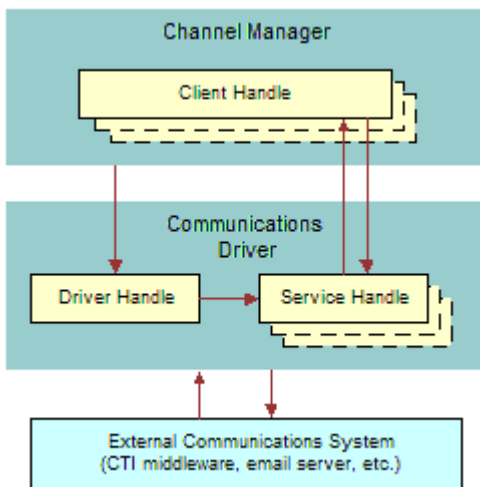 Channel Manager
Client Handle
Communications
Driver
Driver Handle
Service Handle
External Communications System
(CTI middleware, email server, etc.)